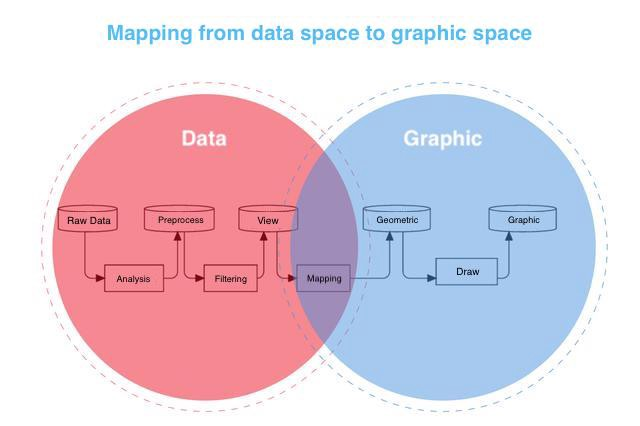 Mapping from data space to graphic space
Data
Graphic
Raw Data
Preprocess
View
Geometric
Graphic
Analysis
Filtering
Mapping
Draw